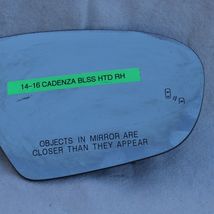 14-16 CADENZA BLSS HTD RH
OBJECTS IN MIRROR ARE
CLOSER THAN THEY APPEAR